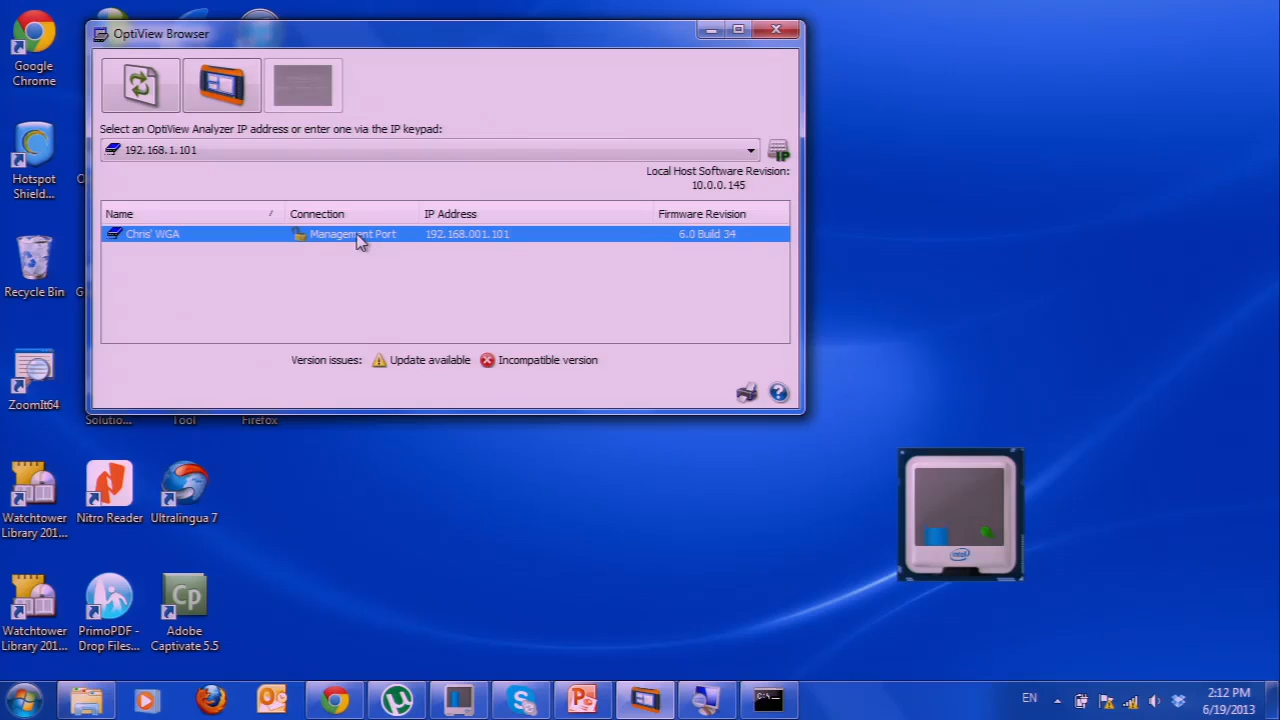 OptiView Browser
Select an OptiView Analyzer IP address or enter one via the IP keypad:
192.168.1.101
IP
Local Host Software Revision:
10.0.0.145
Name / Connection IP Address Firmware Revision
Chris' WGA Management Port 192.168.001.101 6.0 Build 34
Version issues: Update available Incompatible version
Google
Chrome
Hotspot
Shield...
Recycle Bin
ZoomIt64
Solutio...
Tool
Firefox
Watchtower
Library 201...
Nitro Reader
Ultralingua 7
Watchtower
Library 201...
PrimoPDF -
Drop Files...
Cp
Adobe
Captivate 5.5
intel
C:\
EN
2:12 PM
6/19/2013